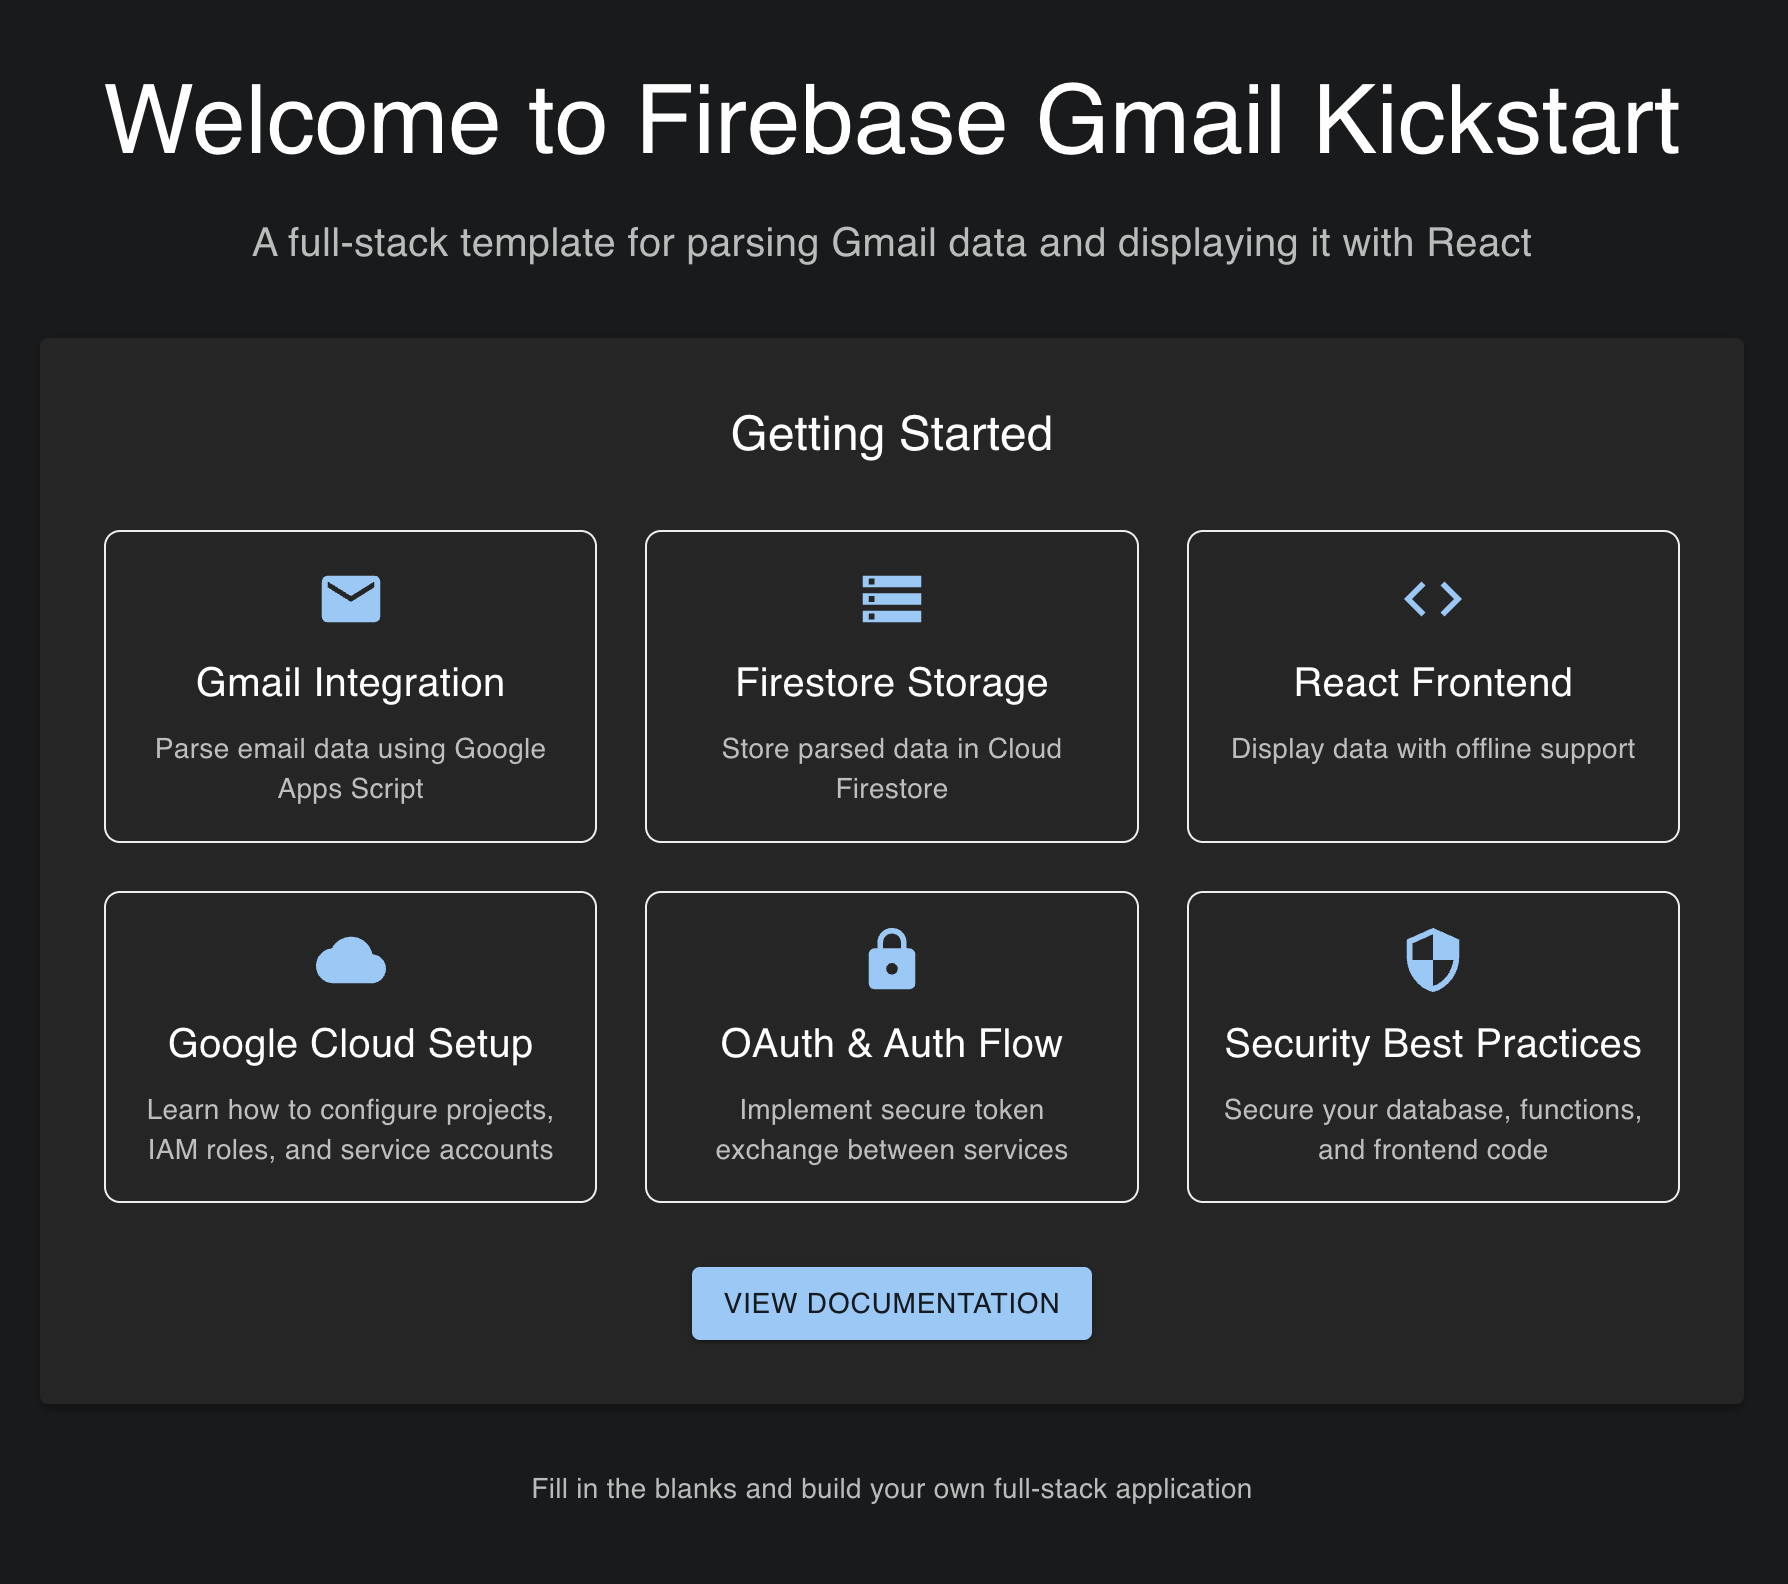 Welcome to Firebase Gmail Kickstart
A full-stack template for parsing Gmail data and displaying it with React
Getting Started
Gmail Integration
Parse email data using Google
Apps Script
Firestore Storage
Store parsed data in Cloud
Firestore
React Frontend
Display data with offline support
Google Cloud Setup
Learn how to configure projects,
IAM roles, and service accounts
OAuth & Auth Flow
Implement secure token
exchange between services
Security Best Practices
Secure your database, functions,
and frontend code
VIEW DOCUMENTATION
Fill in the blanks and build your own full-stack application